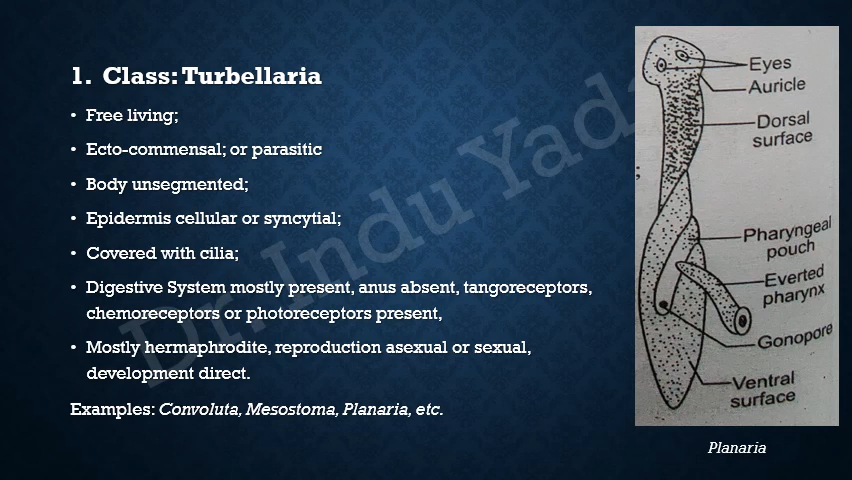 1. Class: Turbellaria
• Free living;
• Ecto-commensal; or parasitic
• Body unsegmented;
• Epidermis cellular or syncytial;
• Covered with cilia;
• Digestive System mostly present, anus absent, tangoreceptors,
chemoreceptors or photoreceptors present,
• Mostly hermaphrodite, reproduction asexual or sexual,
development direct.
Examples: Convoluta, Mesostoma, Planaria, etc.
Eyes
Auricle
Dorsal
surface
;
Pharyngeal
pouch
Everted
pharynx
Gonopore
Ventral
surface
Planaria
Dr. Indu